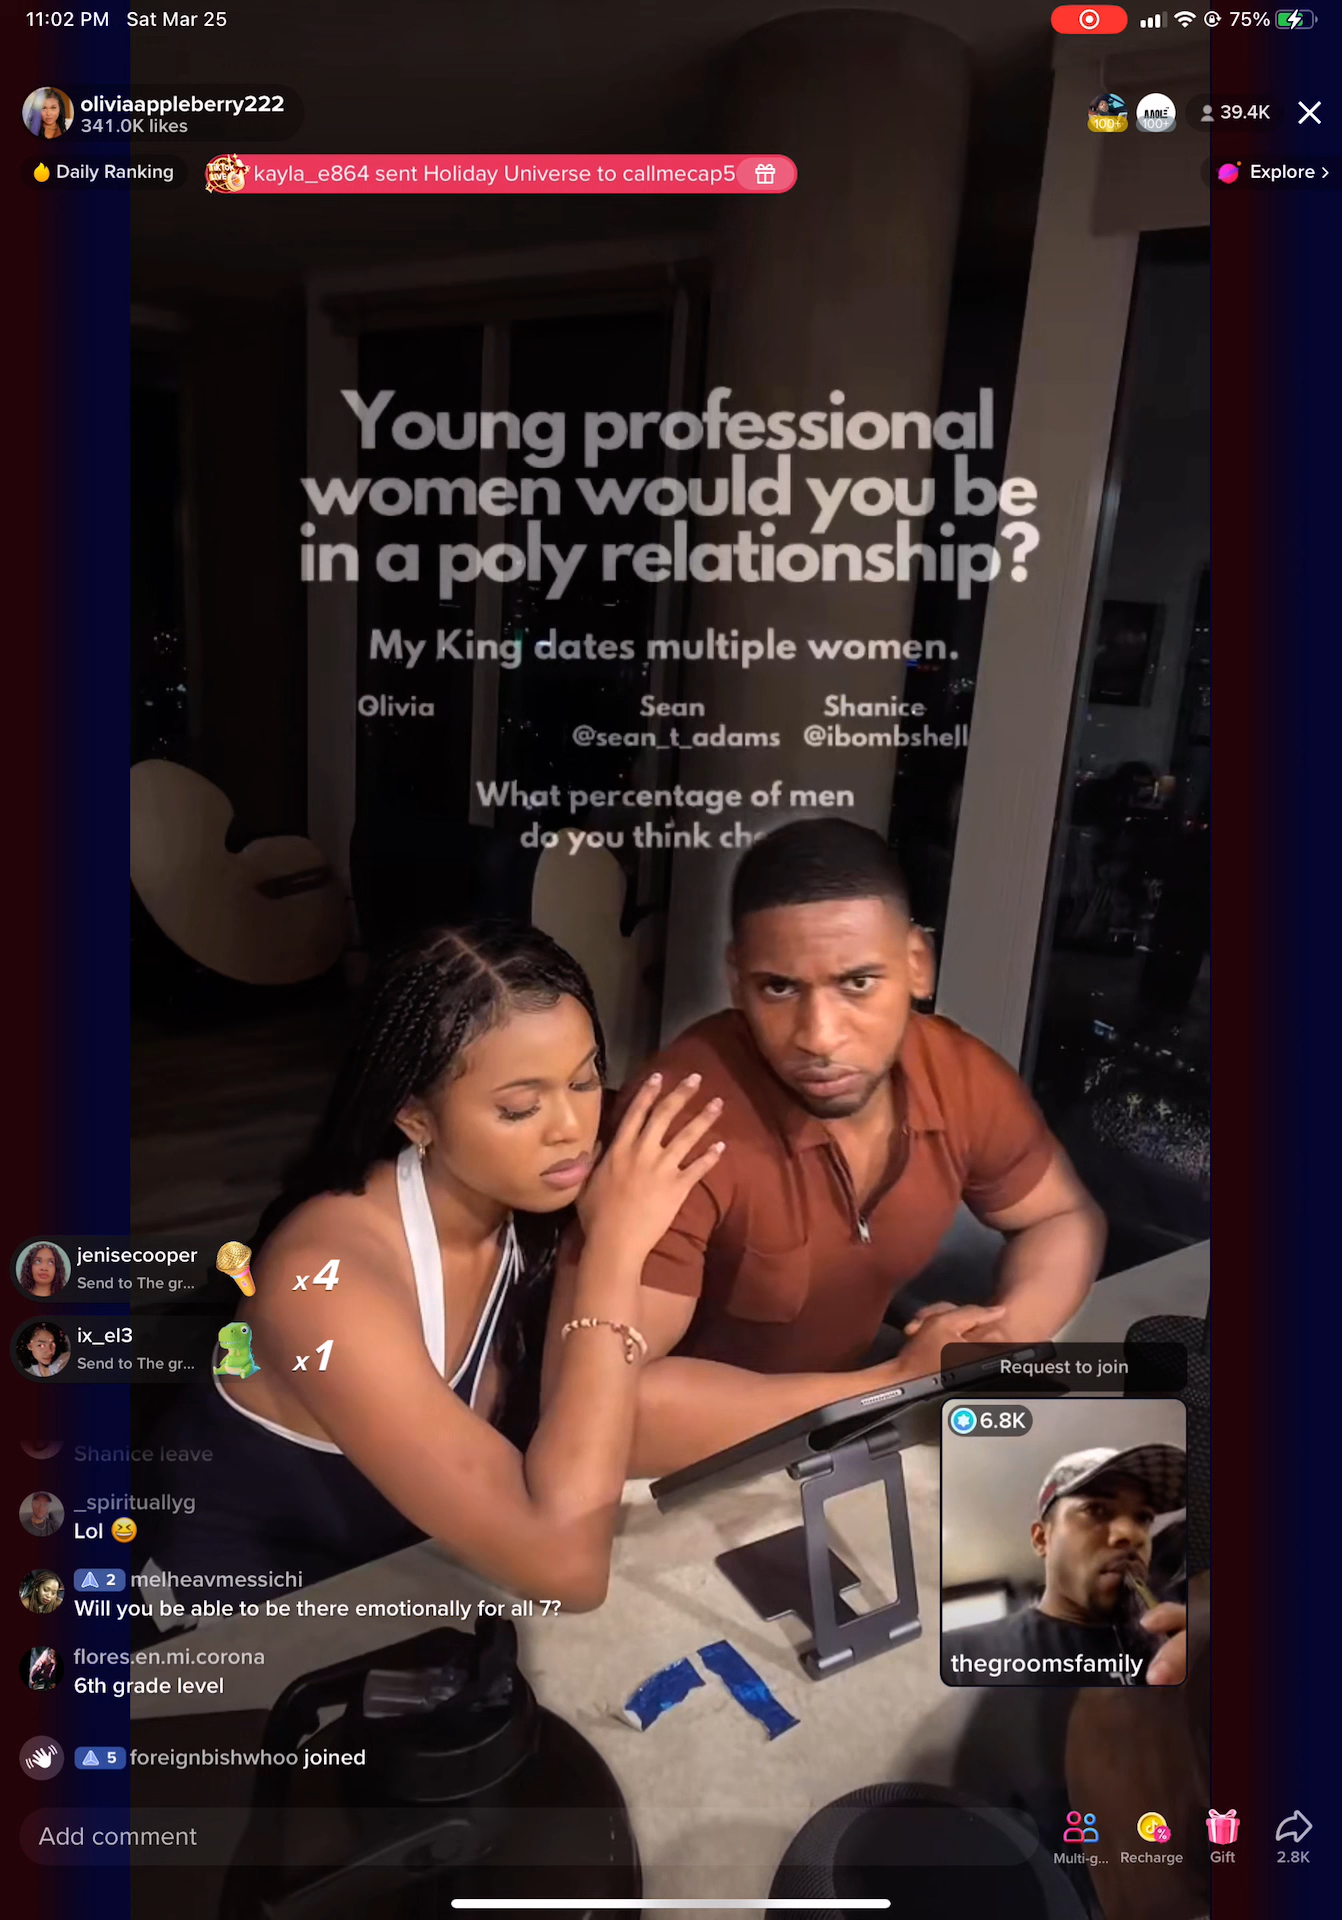 11:02 PM Sat Mar 25
75%
oliviaappleberry222
341.0K likes
100+
100+
39.4K
Daily Ranking
kayla_e864 sent Holiday Universe to callmecap5
Explore >
Young professional
women would you be
in a poly relationship?
My King dates multiple women.
Olivia Sean Shanice
@sean_t_adams @ibombshell
What percentage of men
do you think
jenisecooper
Send to The gr...
x4
ix_el3
Send to The gr...
x1
Request to join
6.8K
Shanice leave
_spirituallyg
Lol 😆
2 melheavmessichi
Will you be able to be there emotionally for all 7?
flores.en.mi.corona
6th grade level
thegroomsfamily
5 foreignbishwhoo joined
Add comment
Multi-g...
Recharge
Gift
2.8K